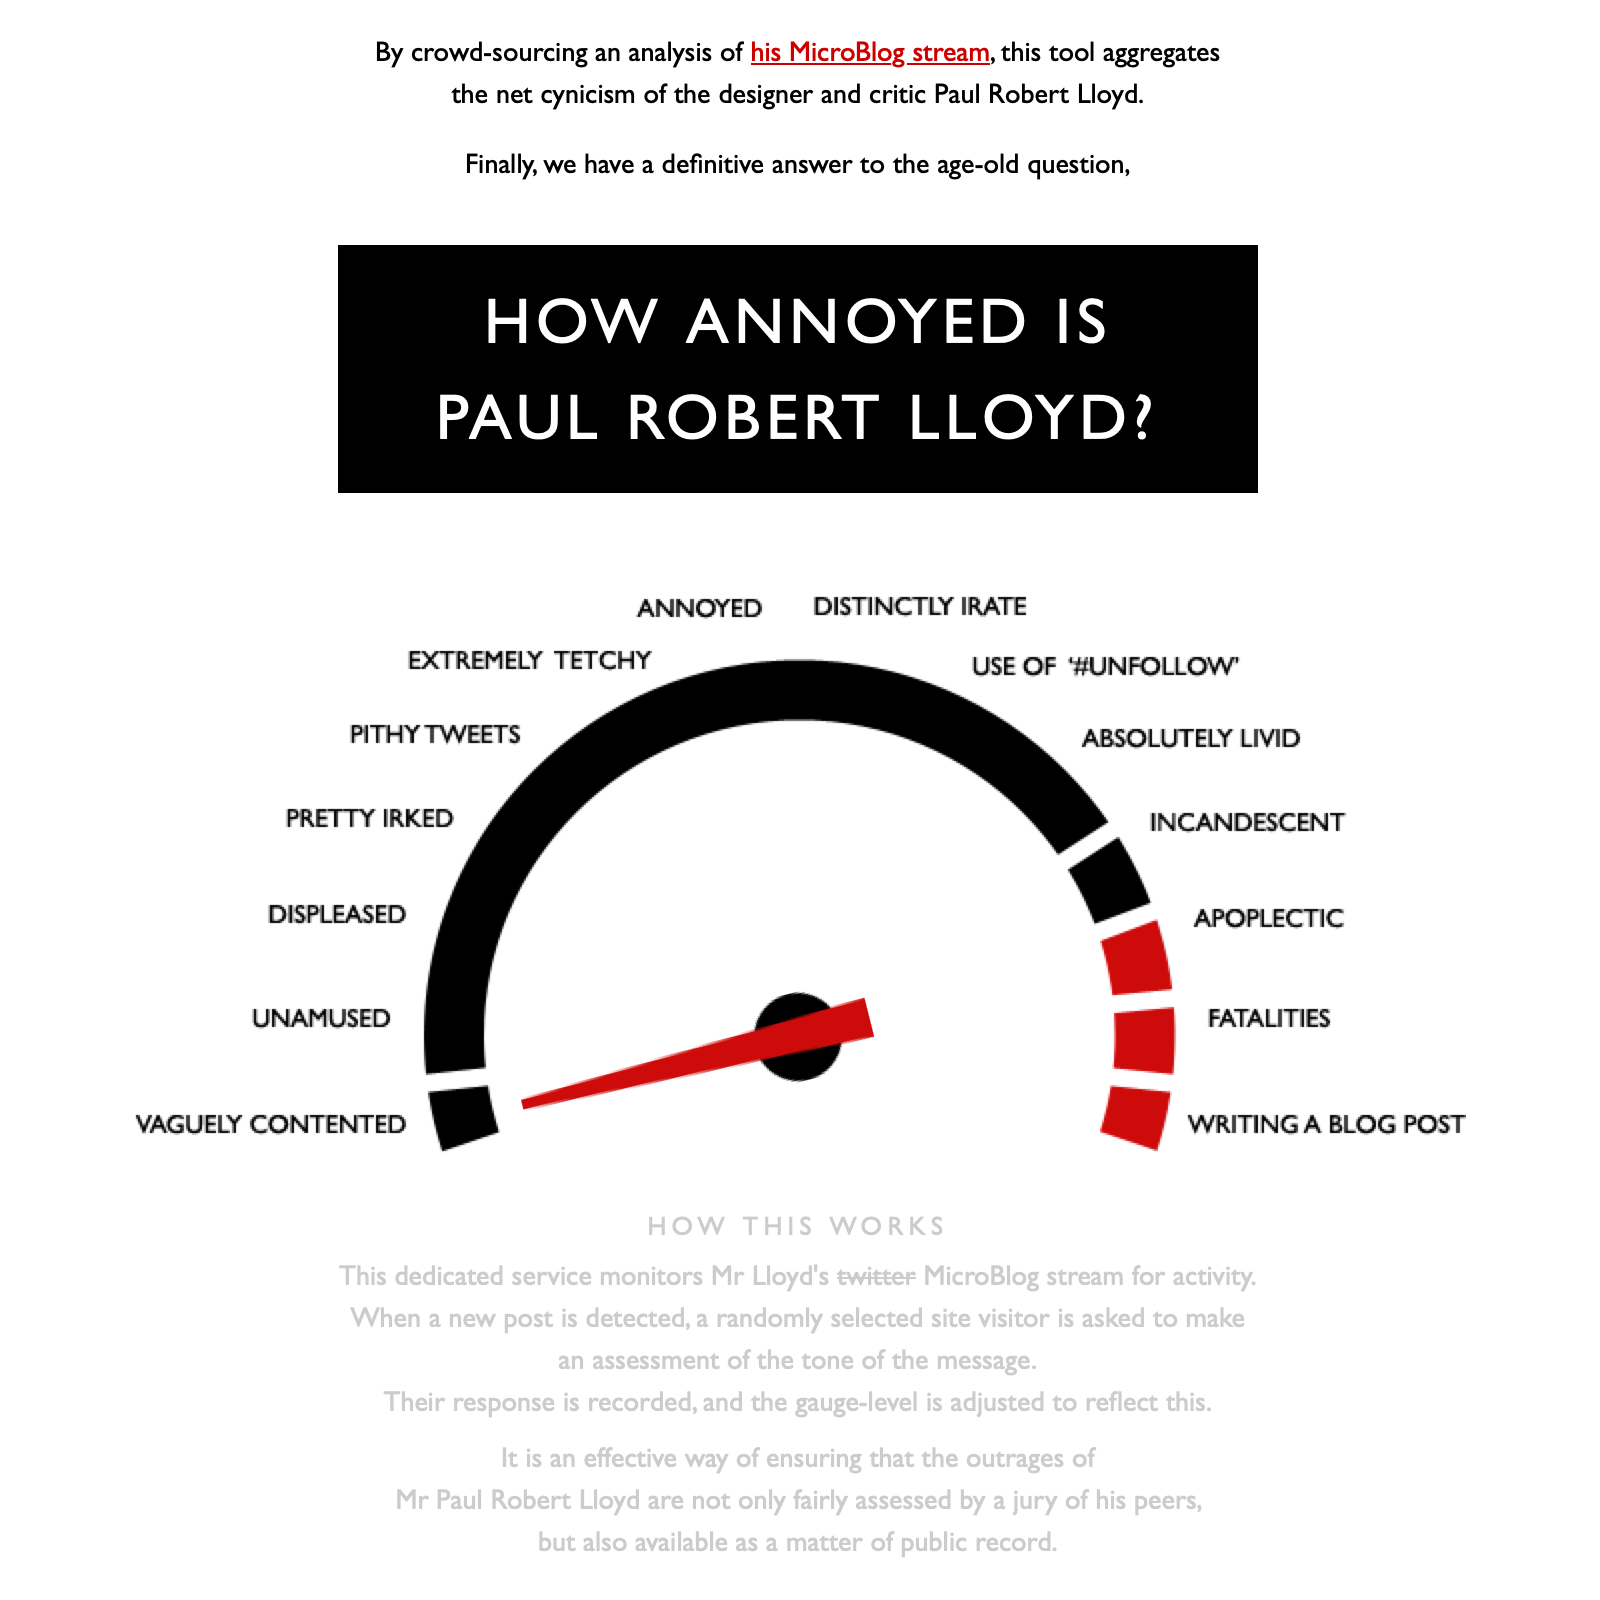 By crowd-sourcing an analysis of his MicroBlog stream, this tool aggregates
the net cynicism of the designer and critic Paul Robert Lloyd.
Finally, we have a definitive answer to the age-old question,
HOW ANNOYED IS
PAUL ROBERT LLOYD?
VAGUELY CONTENTED
UNAMUSED
DISPLEASED
PRETTY IRKED
PITHY TWEETS
EXTREMELY TETCHY
ANNOYED
DISTINCTLY IRATE
USE OF '#UNFOLLOW'
ABSOLUTELY LIVID
INCANDESCENT
APOPLECTIC
FATALITIES
WRITING A BLOG POST
HOW THIS WORKS
This dedicated service monitors Mr Lloyd's twitter MicroBlog stream for activity.
When a new post is detected, a randomly selected site visitor is asked to make
an assessment of the tone of the message.
Their response is recorded, and the gauge-level is adjusted to reflect this.
It is an effective way of ensuring that the outrages of
Mr Paul Robert Lloyd are not only fairly assessed by a jury of his peers,
but also available as a matter of public record.